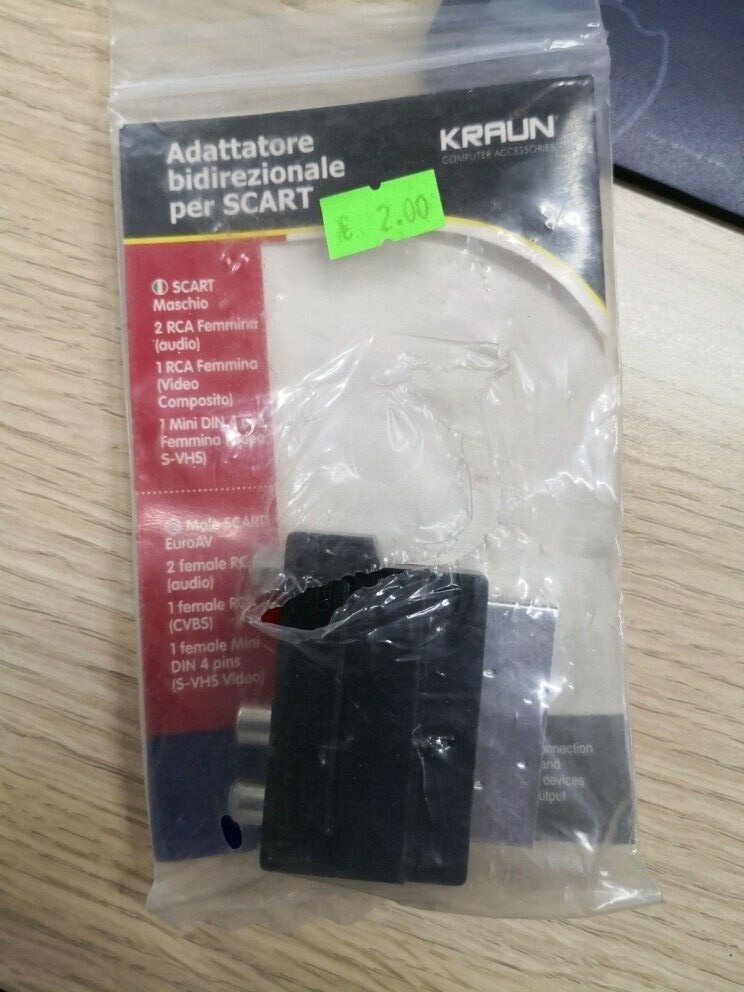 Adattatore
bidirezionale
per SCART
KRAUN
COMPUTER ACCESSORIES
€ 2.00
SCART
Maschio
2 RCA Femmina
(audio)
1 RCA Femmina
(Video
Composito)
1 Mini DIN 4
Femmina
S-VHS)
Male SCART
EuroAV
2 female
(audio)
1 female
(CVBS)
1 female Mini
DIN 4 pins
(S-VHS Video)
and
devices